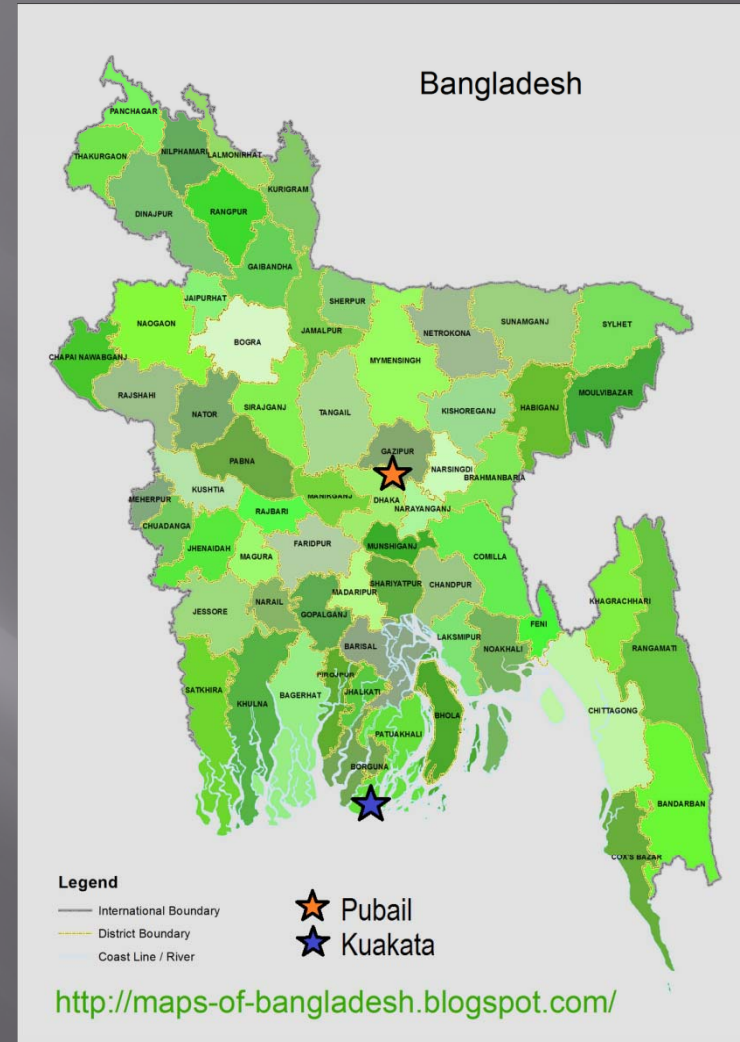 Bangladesh
PANCHAGAR
THAKURGAON
NILPHAMARI
LALMONIRHAT
KURIGRAM
DINAJPUR
RANGPUR
GAIBANDHA
JAIPURHAT
NAOGAON
BOGRA
JAMALPUR
SHERPUR
MYMENSINGH
NETROKONA
SUNAMGANJ
SYLHET
CHAPAI NAWABGANJ
RAJSHAHI
NATOR
SIRAJGANJ
TANGAIL
KISHOREGANJ
HABIGANJ
MOULVIBAZAR
PABNA
GAZIPUR
NARSINGDI
BRAHMANBARIA
MEHERPUR
KUSHTIA
MANIKGANJ
DHAKA
NARAYANGANJ
CHUADANGA
RAJBARI
JHENAIDAH
MAGURA
FARIDPUR
MUNSHIGANJ
COMILLA
MADARIPUR
SHARIYATPUR
CHANDPUR
JESSORE
NARAIL
GOPALGANJ
BARISAL
LAKSMIPUR
NOAKHALI
FENI
KHAGRACHHARI
RANGAMATI
SATKHIRA
KHULNA
BAGERHAT
PIROJPUR
JHALKATI
PATUAKHALI
BHOLA
BORGUNA
CHITTAGONG
BANDARBAN
COX'S BAZAR
Legend
International Boundary
District Boundary
Coast Line / River
Pubail
Kuakata
http://maps-of-bangladesh.blogspot.com/